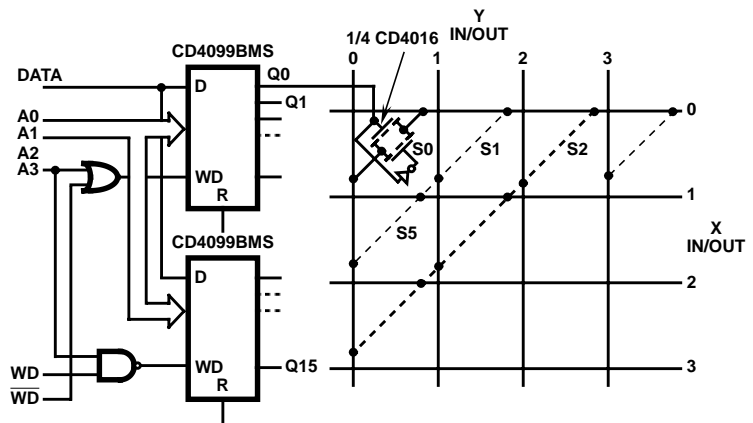 1/4 CD4016
Y
IN/OUT
CD4099BMS
0
1
2
3
DATA
D
Q0
Q1
A0
A1
A2
A3
WD
R
S0
S1
S2
S5
0
1
2
3
X
IN/OUT
CD4099BMS
D
WD
R
Q15
WD
WD